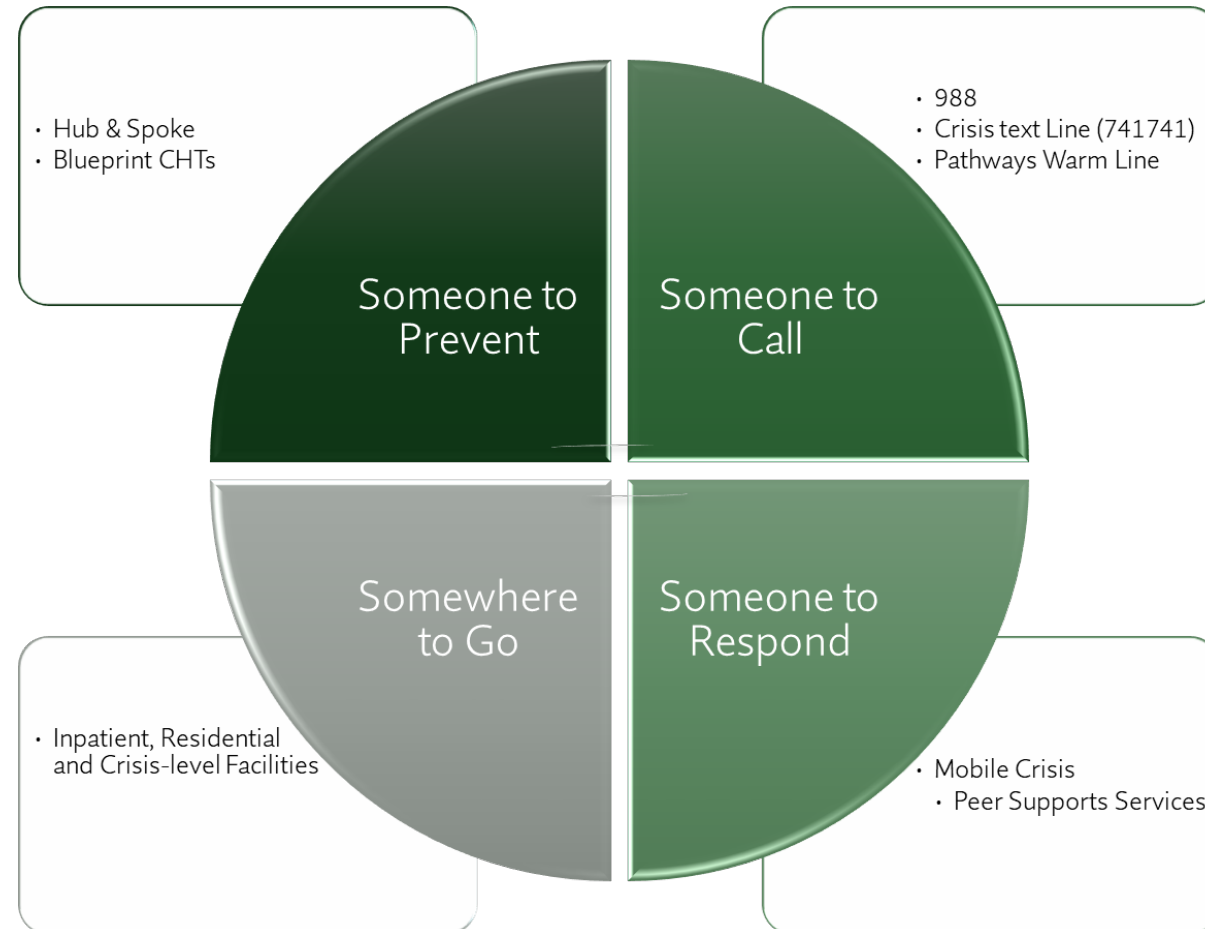 • Hub & Spoke
• Blueprint CHTs
• 988
• Crisis text Line (741741)
• Pathways Warm Line
Someone to
Prevent
Someone to
Call
Somewhere
to Go
Someone to
Respond
• Inpatient, Residential
and Crisis-level Facilities
• Mobile Crisis
• Peer Supports Services